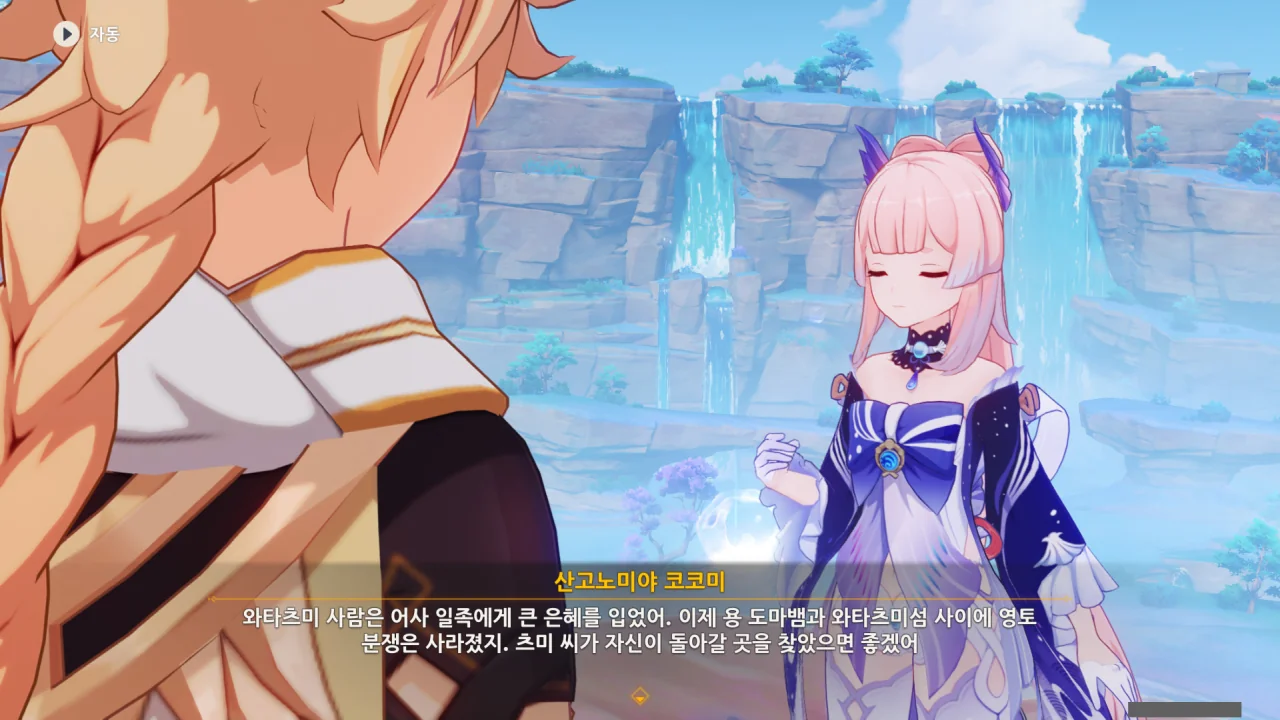 자동
산고노미야 코코미
와타츠미 사람은 어사 일족에게 큰 은혜를 입었어. 이제 용 도마뱀과 와타츠미섬 사이에 영토
분쟁은 사라졌지. 츠미 씨가 자신이 돌아갈 곳을 찾았으면 좋겠어